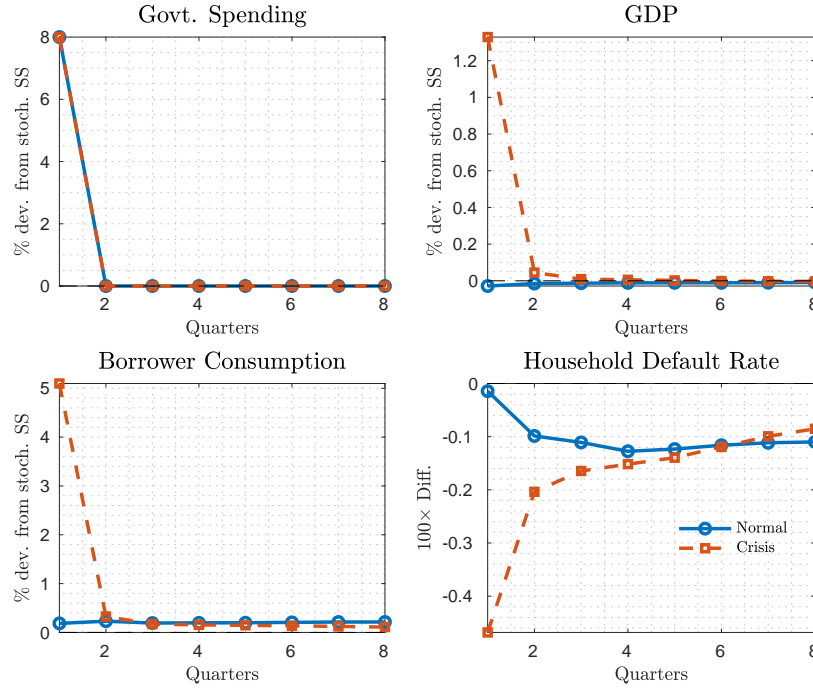 Govt. Spending
% dev. from stoch. SS
8
6
4
2
0
2 4 6 8
Quarters
GDP
% dev. from stoch. SS
1.2
1
0.8
0.6
0.4
0.2
0
2 4 6 8
Quarters
Borrower Consumption
% dev. from stoch. SS
5
4
3
2
1
0
2 4 6 8
Quarters
Household Default Rate
100× Diff.
0
-0.1
-0.2
-0.3
-0.4
Normal
Crisis
2 4 6 8
Quarters